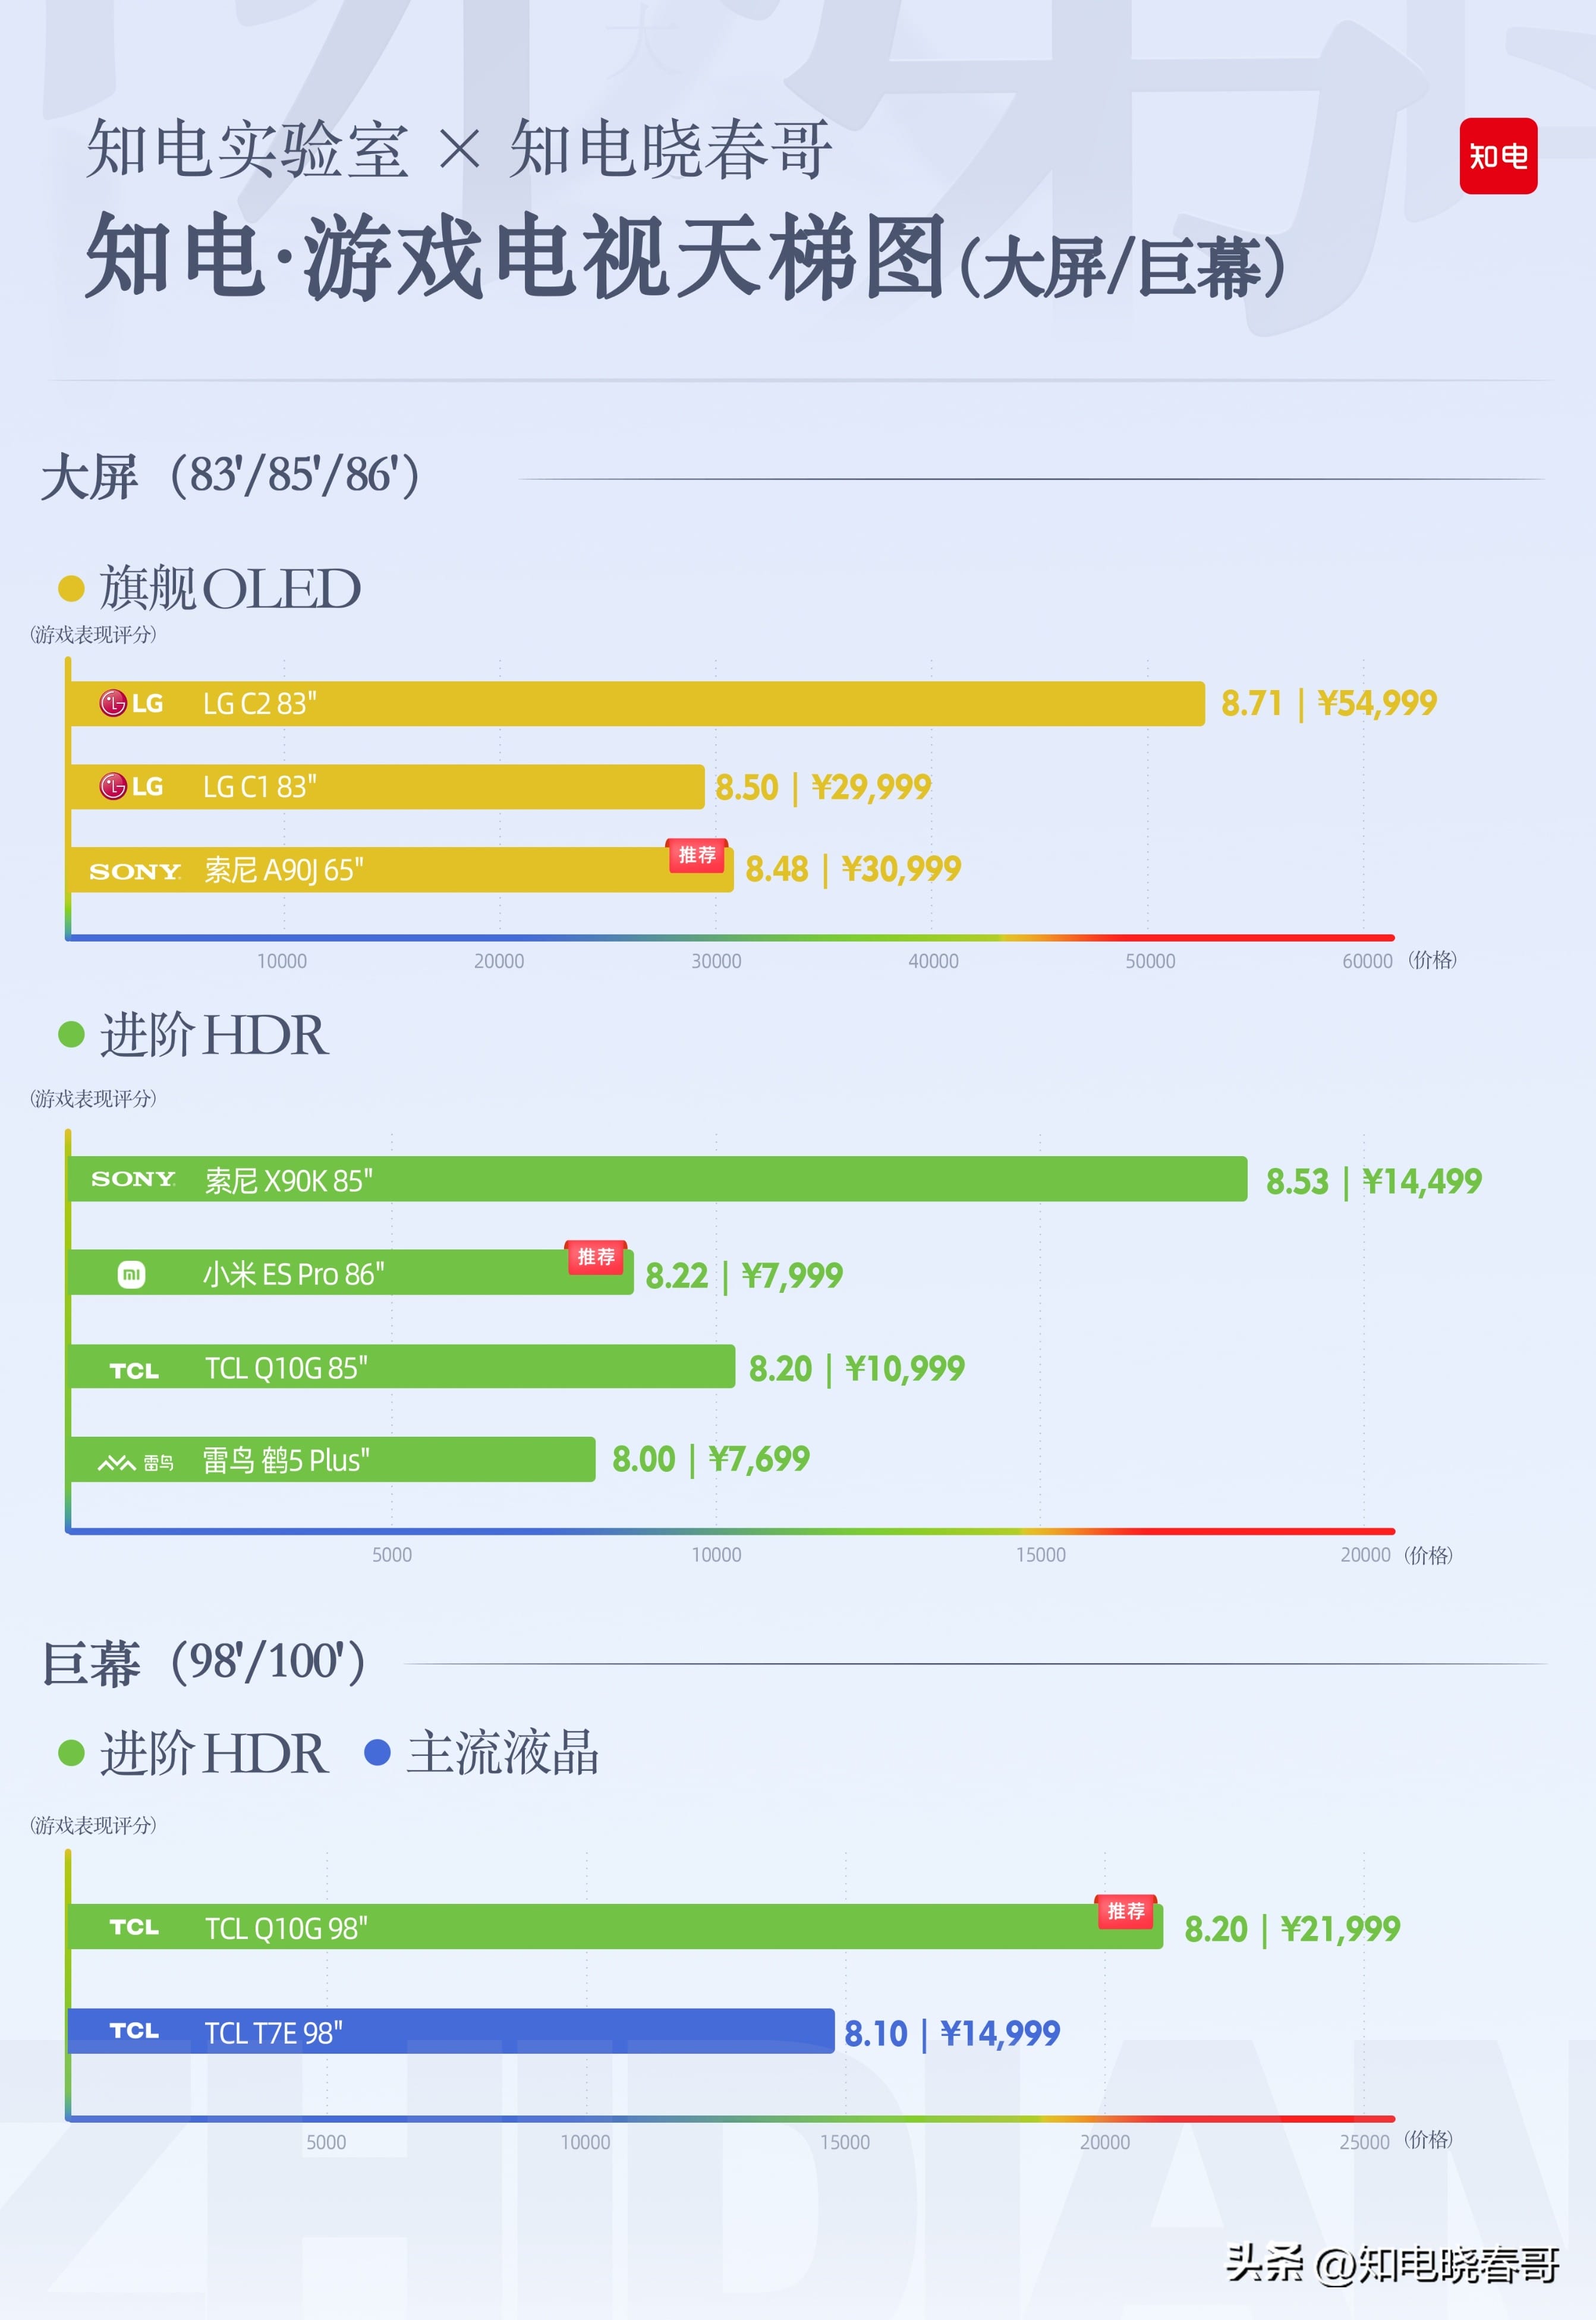 知电实验室 × 知电晓春哥
知电
知电·游戏电视天梯图(大屏/巨幕)
大屏（83'/85'/86'）
旗舰OLED
(游戏表现评分)
LG LG C2 83" 8.71 | ¥54,999
LG LG C1 83" 8.50 | ¥29,999
SONY 索尼 A90J 65" 推荐 8.48 | ¥30,999
10000 20000 30000 40000 50000 60000 (价格)
进阶HDR
(游戏表现评分)
SONY 索尼 X90K 85" 8.53 | ¥14,499
mi 小米 ES Pro 86" 推荐 8.22 | ¥7,999
TCL TCL Q10G 85" 8.20 | ¥10,999
雷鸟 雷鸟 鹤5 Plus" 8.00 | ¥7,699
5000 10000 15000 20000 (价格)
巨幕（98'/100'）
进阶HDR 主流液晶
(游戏表现评分)
TCL TCL Q10G 98" 推荐 8.20 | ¥21,999
TCL TCL T7E 98" 8.10 | ¥14,999
5000 10000 15000 20000 25000 (价格)
ZHIDIAN
头条 @知电晓春哥